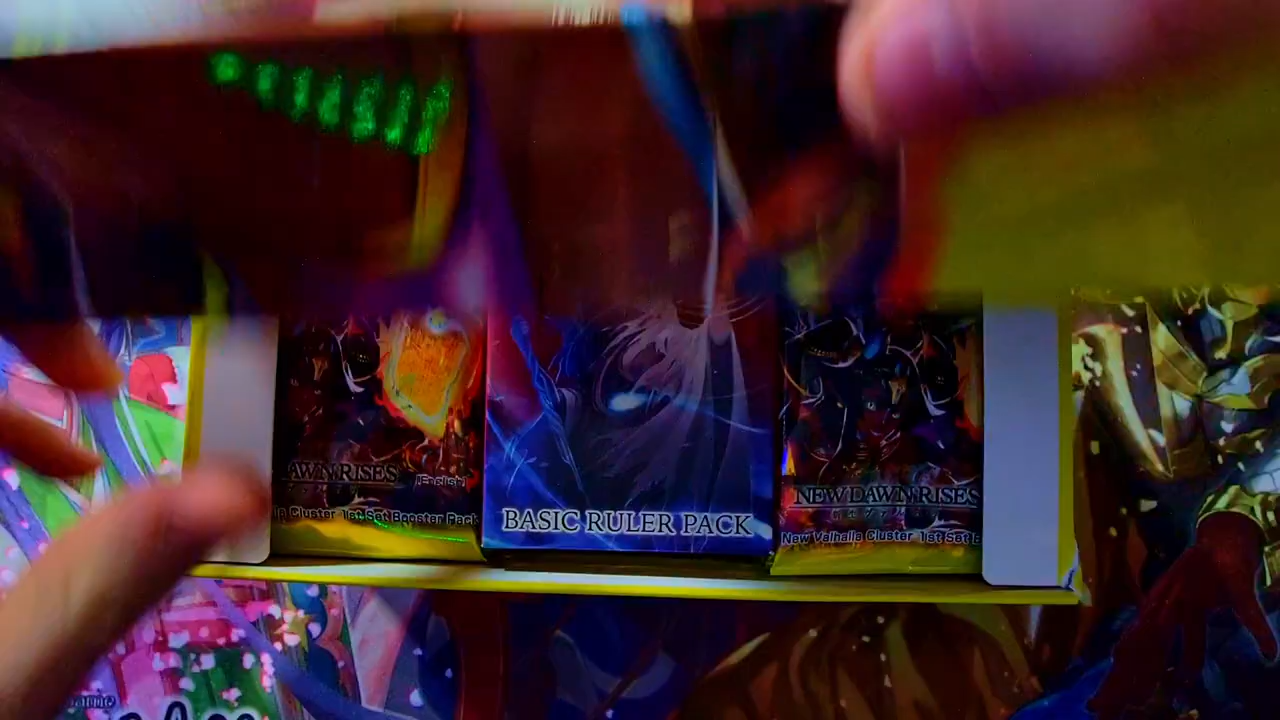 AWN RISES
[English]
a Cluster 1st Set Booster Pack
BASIC RULER PACK
NEW DAWN RISES
New Valhalla Cluster 1st Set B